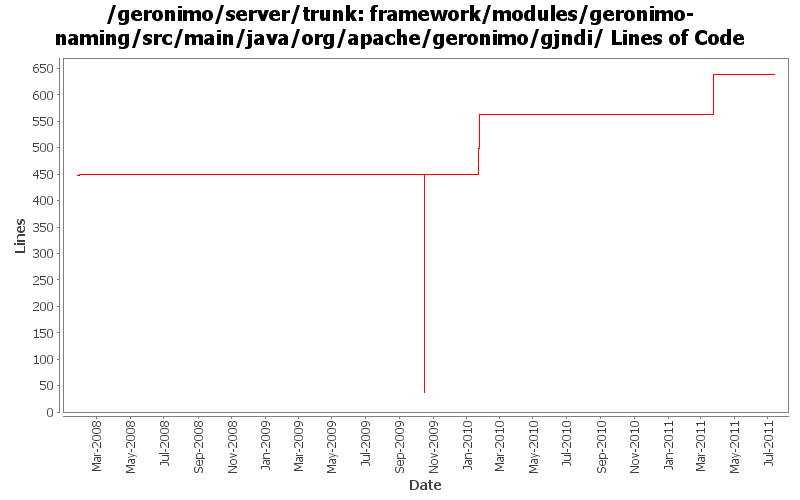 /geronimo/server/trunk: framework/modules/geronimo-
naming/src/main/java/org/apache/geronimo/gjndi/ Lines of Code
650
600
550
500
450
400
350
300
250
200
150
100
50
0
Lines
Mar-2008
May-2008
Jul-2008
Sep-2008
Nov-2008
Jan-2009
Mar-2009
May-2009
Jul-2009
Sep-2009
Nov-2009
Jan-2010
Mar-2010
May-2010
Jul-2010
Sep-2010
Nov-2010
Jan-2011
Mar-2011
May-2011
Jul-2011
Date